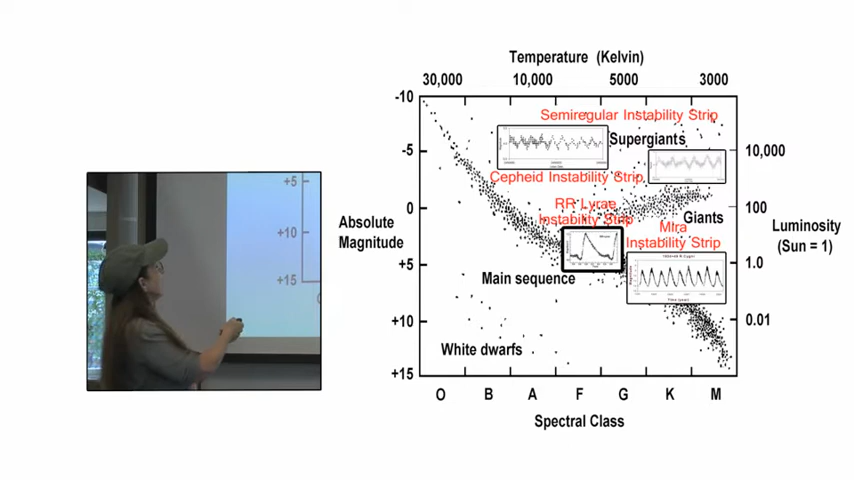 Temperature (Kelvin)
30,000 10,000 5000 3000
-10
Semiregular Instability Strip
Supergiants
-5
10,000
Cepheid Instability Strip
+5
RR Lyrae
Instability Strip
0
100
Giants
Absolute
Magnitude
Luminosity
(Sun = 1)
MIra
Instability Strip
+10
1.0
+5
Main sequence
+15
+10
0.01
White dwarfs
+15
O B A F G K M
Spectral Class